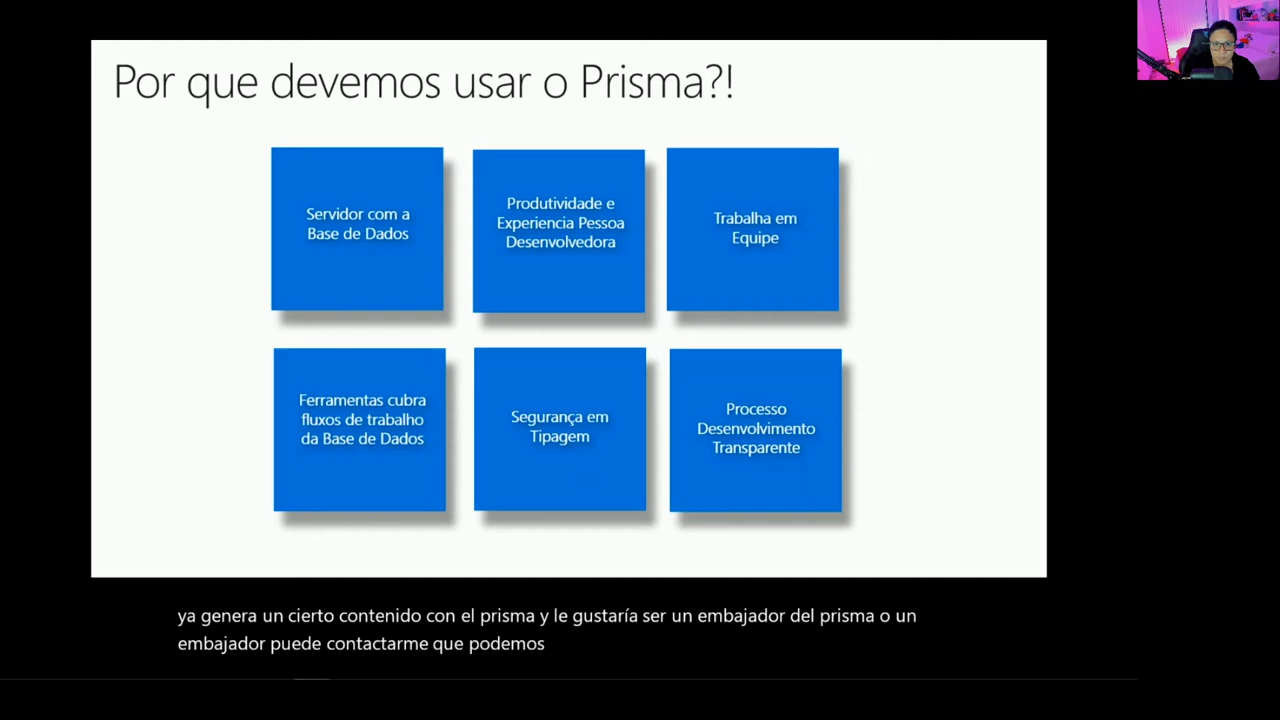 Por que devemos usar o Prisma?!
Servidor com a
Base de Dados
Produtividade e
Experiencia Pessoa
Desenvolvedora
Trabalha em
Equipe
Ferramentas cubra
fluxos de trabalho
da Base de Dados
Segurança em
Tipagem
Processo
Desenvolvimento
Transparente
ya genera un cierto contenido con el prisma y le gustaría ser un embajador del prisma o un
embajador puede contactarme que podemos